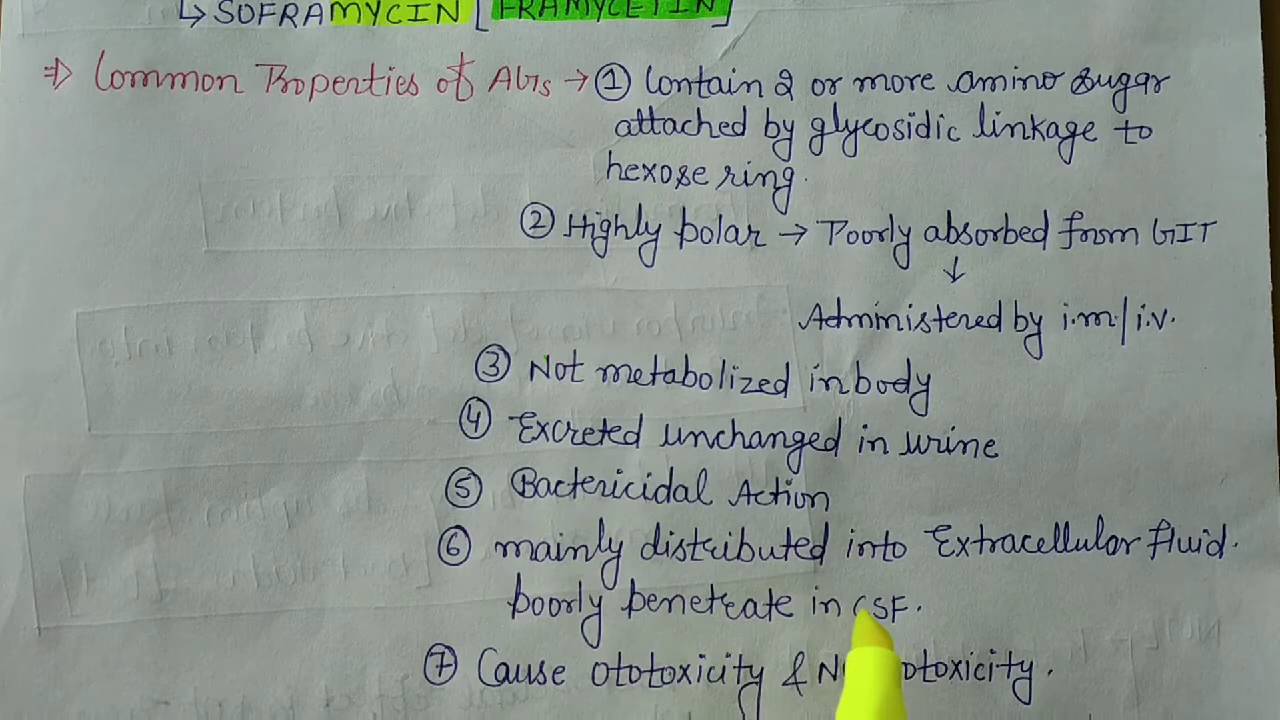 ↳ SOFRAMYCIN [FRAMYCETIN]
⇒ Common Properties of AGs → ① Contain 2 or more amino sugar
attached by glycosidic linkage to
hexose ring.
② Highly polar → Poorly absorbed from GIT
↓
Administered by i.m./i.v.
③ Not metabolized in body
④ Excreted unchanged in urine
⑤ Bactericidal Action
⑥ mainly distributed into Extracellular fluid.
poorly penetrate in CSF.
⑦ Cause ototoxicity &